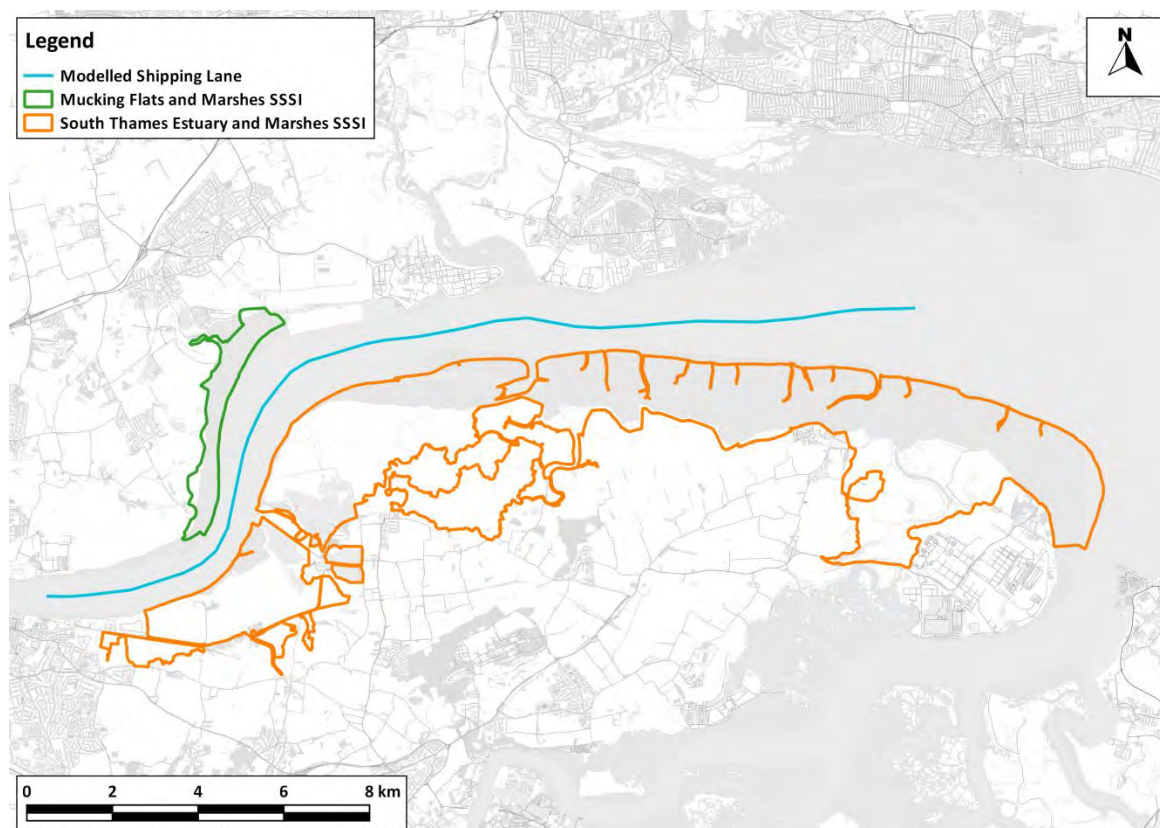 Legend
Modelled Shipping Lane
Mucking Flats and Marshes SSSI
South Thames Estuary and Marshes SSSI
N
0 2 4 6 8 km